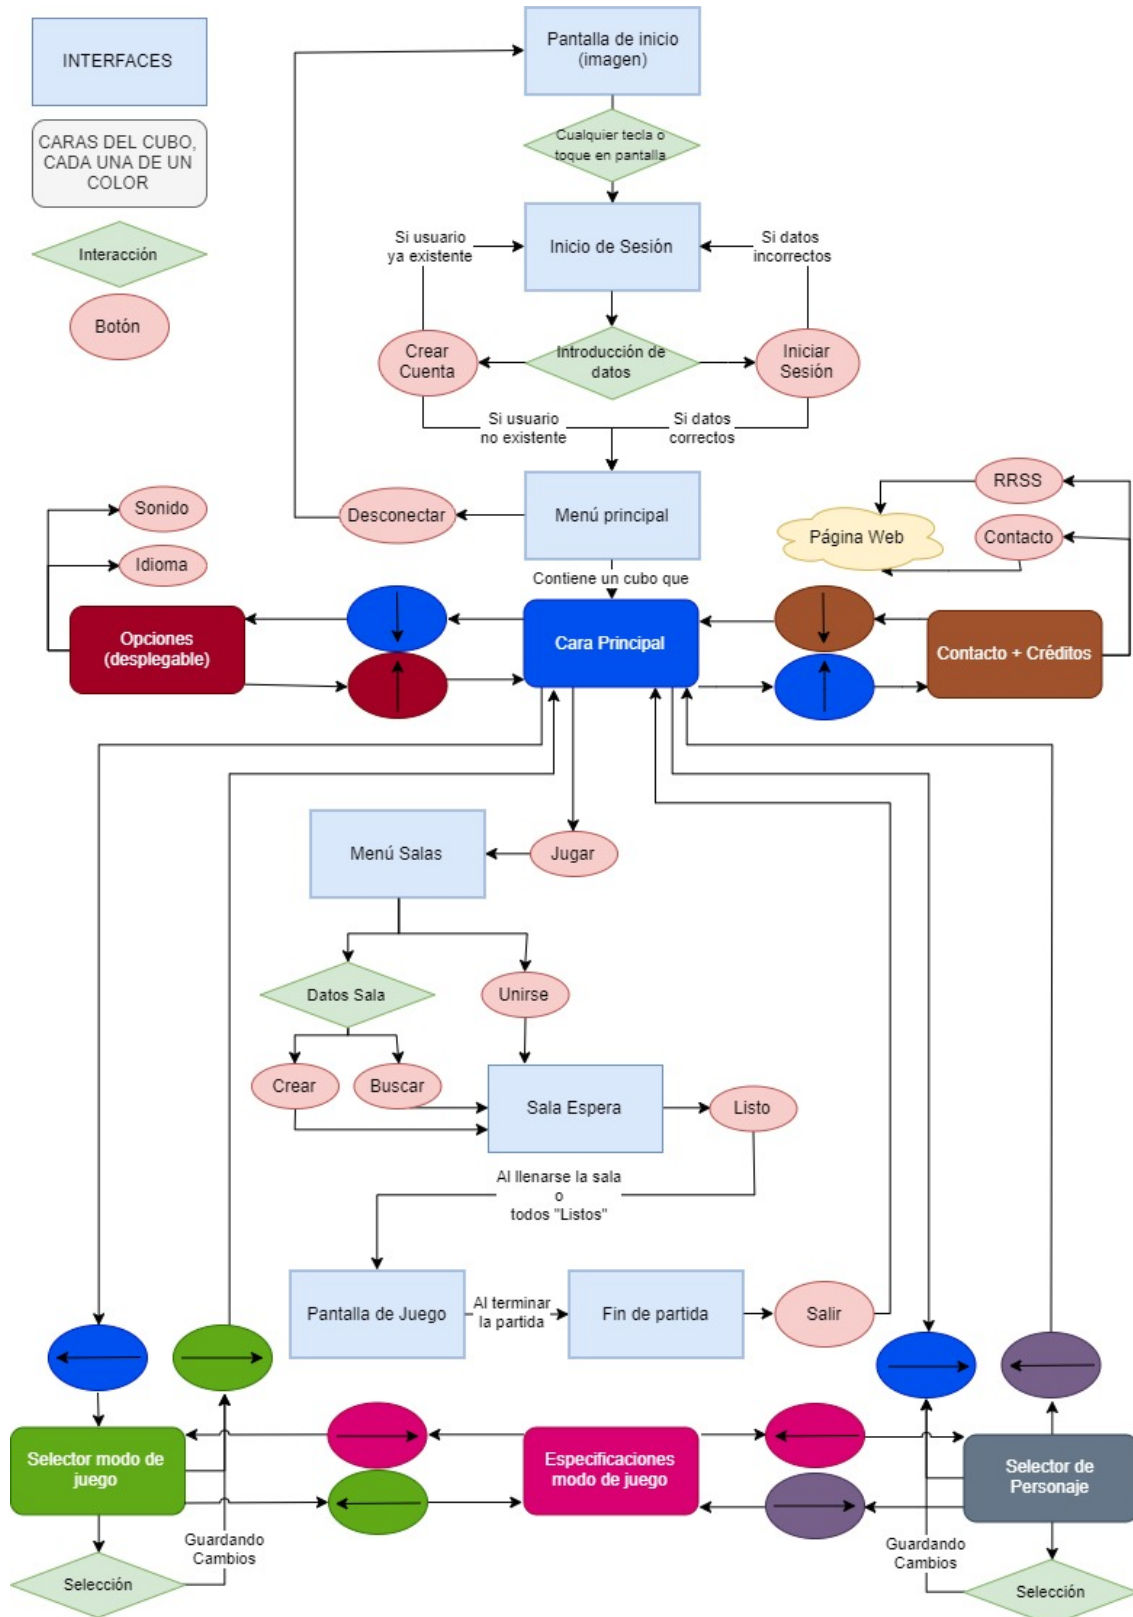 INTERFACES
CARAS DEL CUBO,
CADA UNA DE UN
COLOR
Interacción
Botón
Pantalla de inicio
(imagen)
Cualquier tecla o
toque en pantalla
Inicio de Sesión
Si usuario
ya existente
Si datos
incorrectos
Crear
Cuenta
Introducción de
datos
Iniciar
Sesión
Si usuario
no existente
Si datos
correctos
Menú principal
Desconectar
Sonido
Idioma
RRSS
Contacto
Página Web
Contiene un cubo que
Opciones
(desplegable)
Cara Principal
Contacto + Créditos
Menú Salas
Jugar
Datos Sala
Unirse
Crear
Buscar
Sala Espera
Listo
Al llenarse la sala
o
todos "Listos"
Pantalla de Juego
Al terminar
la partida
Fin de partida
Salir
Selector modo de
juego
Especificaciones
modo de juego
Selector de
Personaje
Guardando
Cambios
Guardando
Cambios
Selección
Selección